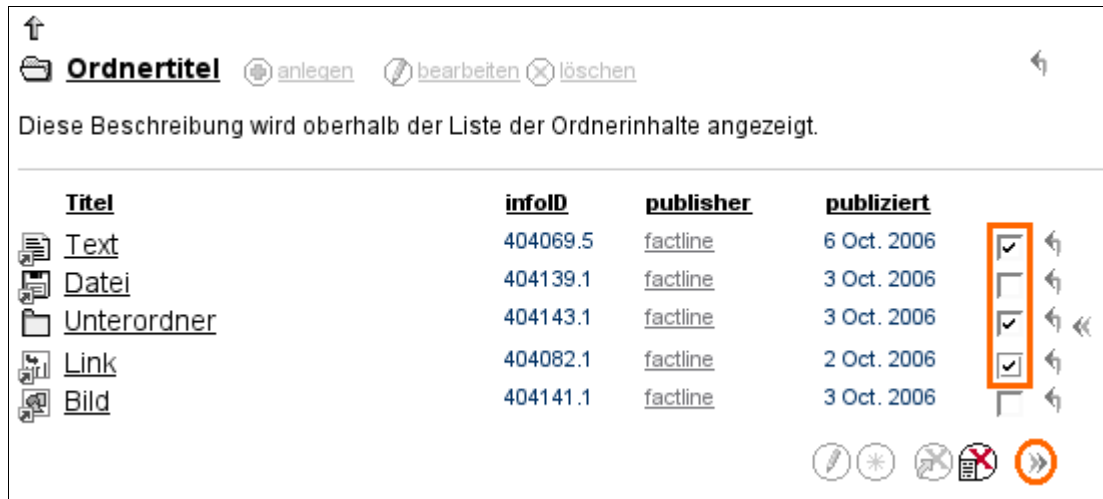 Ordnertitel anlegen bearbeiten löschen
Diese Beschreibung wird oberhalb der Liste der Ordnerinhalte angezeigt.
Titel infoID publisher publiziert
Text 404069.5 factline 6 Oct. 2006
Datei 404139.1 factline 3 Oct. 2006
Unterordner 404143.1 factline 3 Oct. 2006
Link 404082.1 factline 2 Oct. 2006
Bild 404141.1 factline 3 Oct. 2006